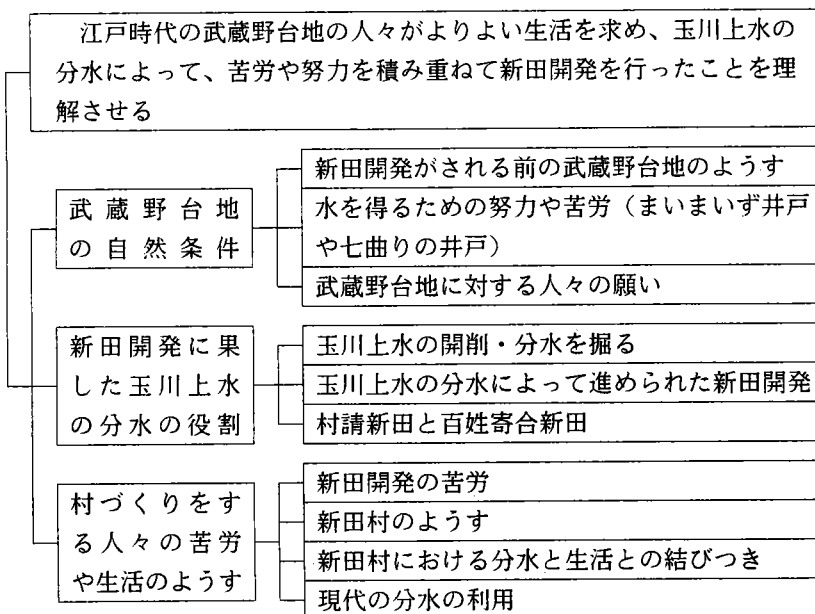 江戸時代の武蔵野台地の人々がよりよい生活を求め、玉川上水の
分水によって、苦労や努力を積み重ねて新田開発を行ったことを理
解させる
武蔵野台地
の自然条件
新田開発がされる前の武蔵野台地のようす
水を得るための努力や苦労（まいまいず井戸
や七曲りの井戸）
武蔵野台地に対する人々の願い
新田開発に果
した玉川上水
の分水の役割
玉川上水の開削・分水を掘る
玉川上水の分水によって進められた新田開発
村請新田と百姓寄合新田
村づくりをす
る人々の苦労
や生活のようす
新田開発の苦労
新田村のようす
新田村における分水と生活との結びつき
現代の分水の利用